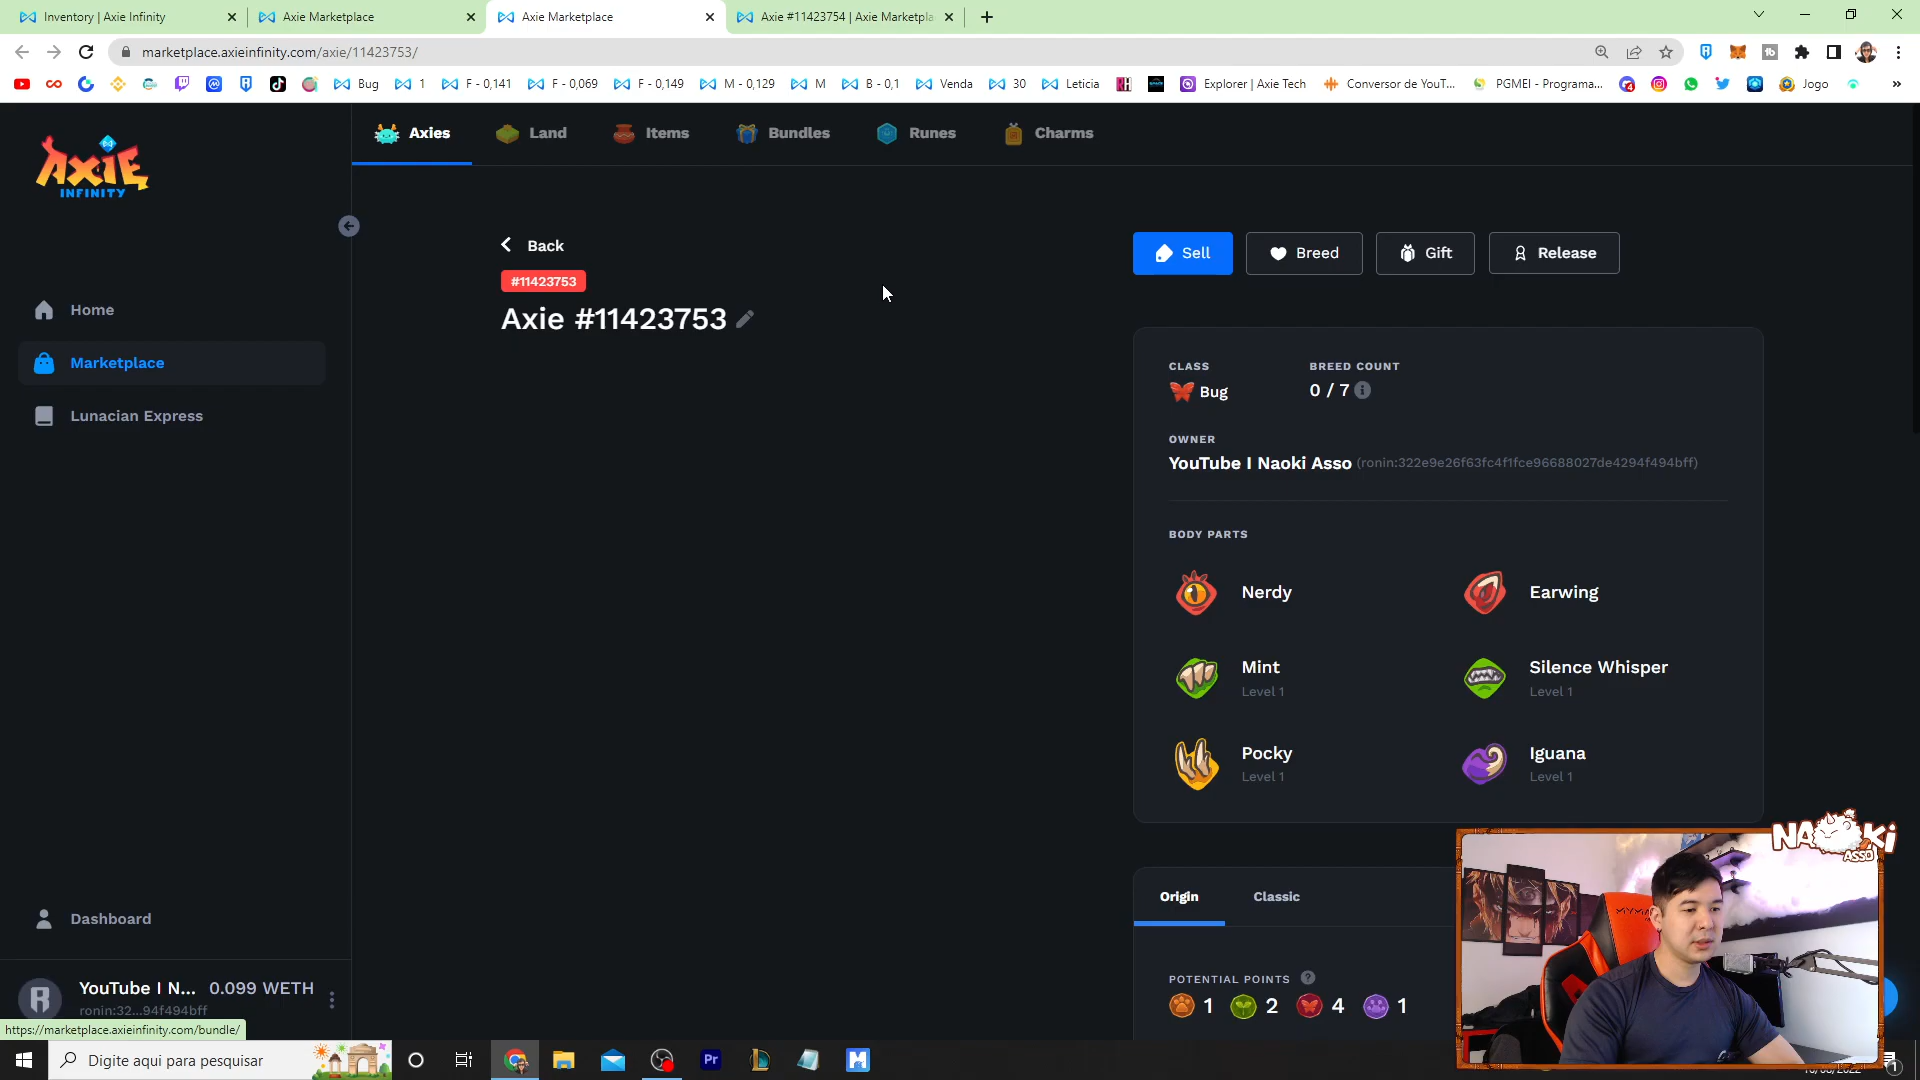 Inventory | Axie Infinity
Axie Marketplace
Axie Marketplace
Axie #11423754 | Axie Marketpla
marketplace.axieinfinity.com/axie/11423753/
Bug
1
F - 0,141
F - 0,069
F - 0,149
M - 0,129
M
B - 0,1
Venda
30
Leticia
Explorer | Axie Tech
Conversor de YouT...
PGMEI - Programa...
Jogo
AXIE
INFINITY
Axies
Land
Items
Bundles
Runes
Charms
Home
Marketplace
Lunacian Express
Dashboard
YouTube I N...
0.099 WETH
ronin:32...94f494bff
https://marketplace.axieinfinity.com/bundle/
Back
#11423753
Axie #11423753
Sell
Breed
Gift
Release
CLASS
BREED COUNT
Bug
0 / 7
OWNER
YouTube I Naoki Asso (ronin:322e9e26f63fc4f1fce96688027de4294f494bff)
BODY PARTS
Nerdy
Earwing
Mint
Level 1
Silence Whisper
Level 1
Pocky
Level 1
Iguana
Level 1
Origin
Classic
POTENTIAL POINTS
1
2
4
1
NAOKI
ASSO
Digite aqui para pesquisar
Pr